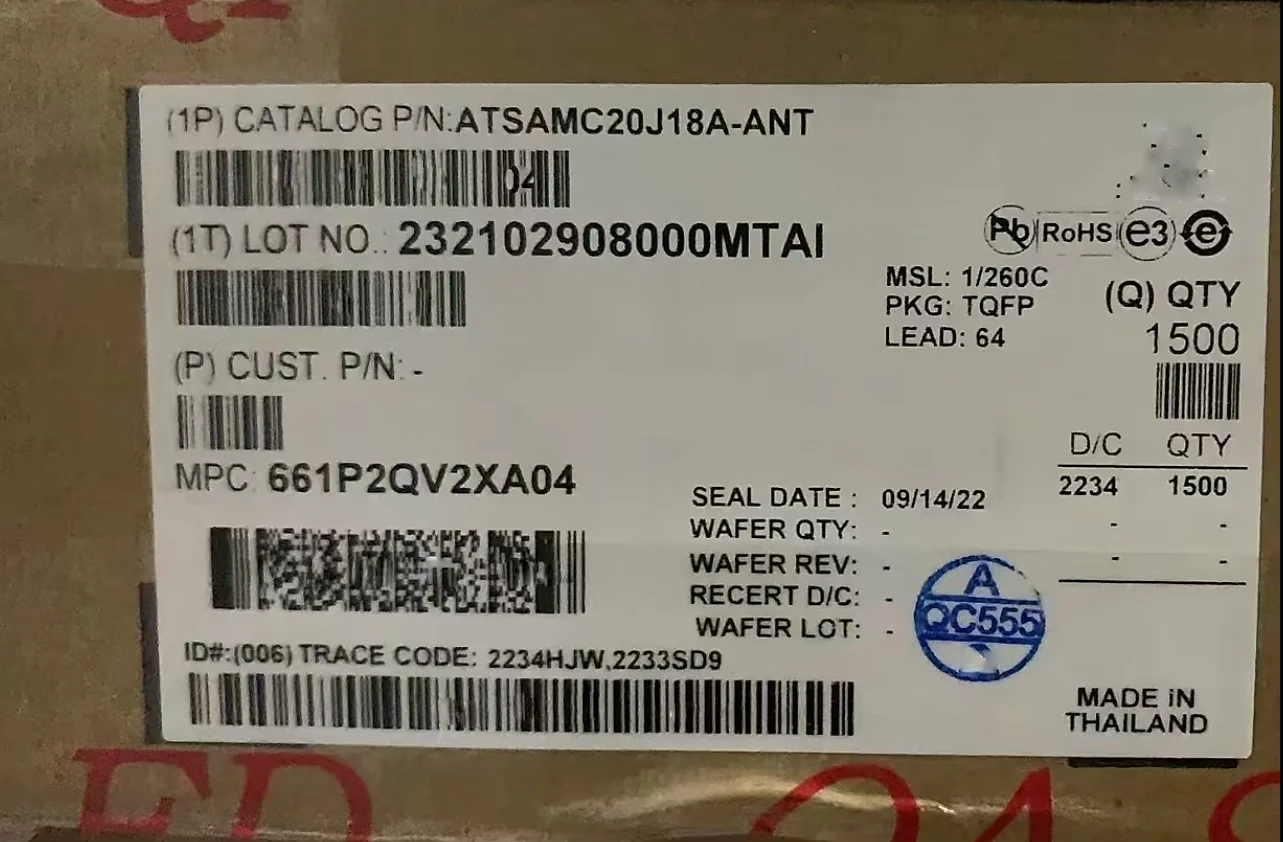 (1P) CATALOG P/N:ATSAMC20J18A-ANT
(1T) LOT NO.: 232102908000MTAI
Pb RoHS e3 e
MSL: 1/260C
PKG: TQFP
LEAD: 64
(Q) QTY
1500
(P) CUST. P/N: -
MPC: 661P2QV2XA04
D/C QTY
2234 1500
- -
- -
SEAL DATE : 09/14/22
WAFER QTY: -
WAFER REV: -
RECERT D/C: -
WAFER LOT: -
A
QC555
ID#:(006) TRACE CODE: 2234HJW,2233SD9
MADE iN
THAILAND